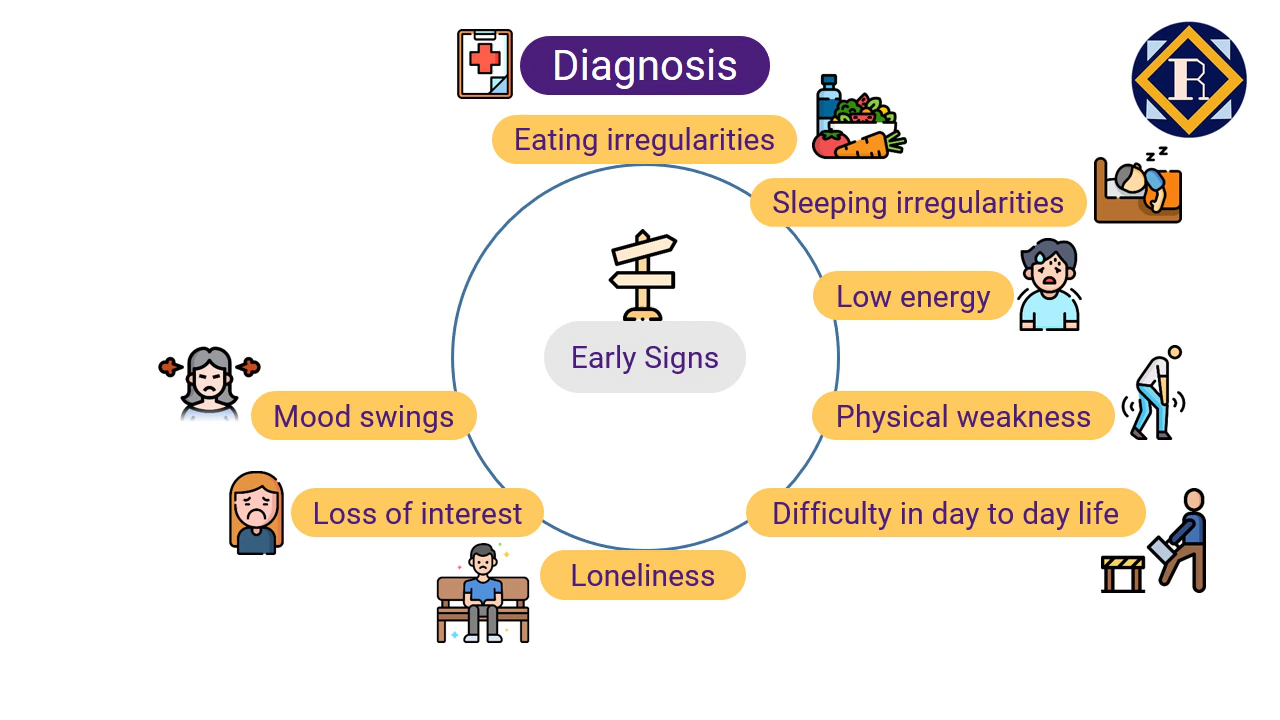 Diagnosis
Eating irregularities
Sleeping irregularities
Low energy
Physical weakness
Difficulty in day to day life
Loneliness
Loss of interest
Mood swings
Early Signs
z z
R